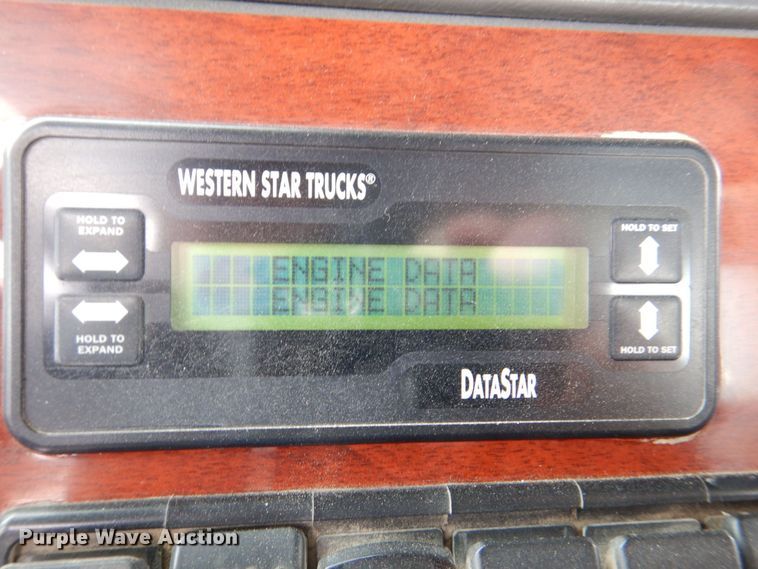 WESTERN STAR TRUCKS®
HOLD TO
EXPAND
HOLD TO SET
ENGINE DATA
ENGINE DATA
HOLD TO
EXPAND
HOLD TO SET
DATASTAR
Purple Wave Auction